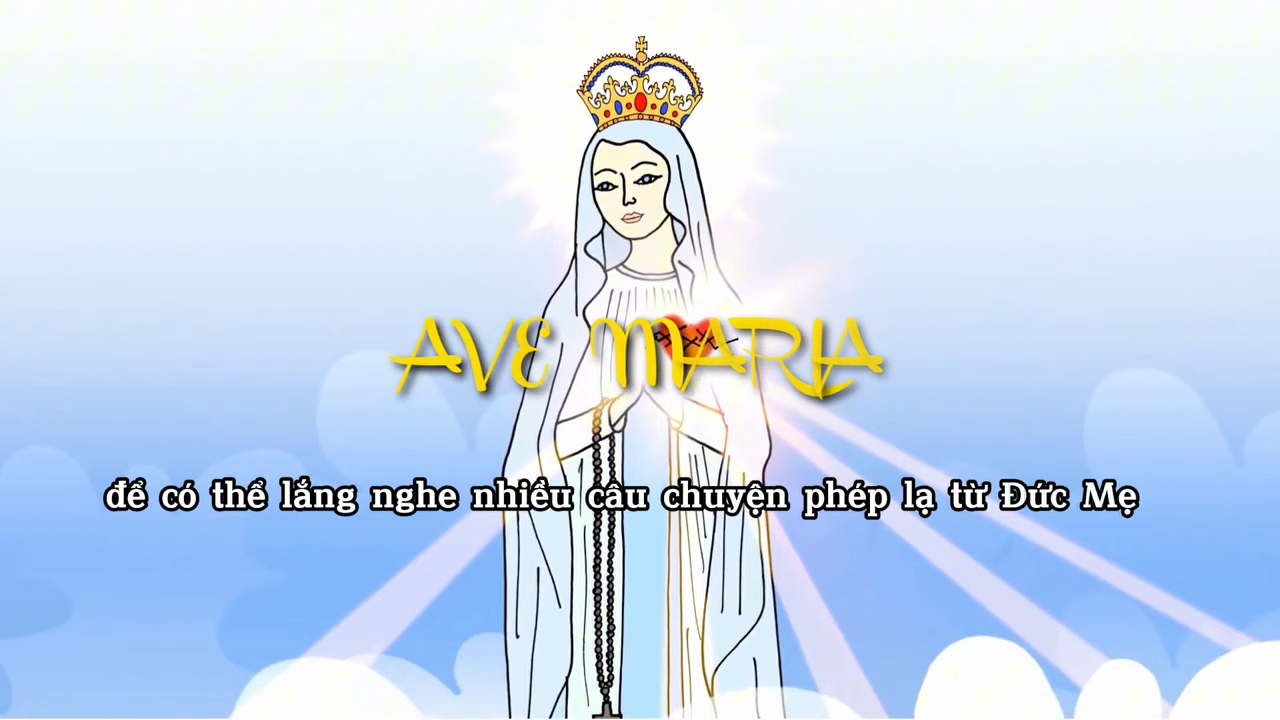 AVE MARIA
để có thể lắng nghe nhiều câu chuyện phép lạ từ Đức Mẹ